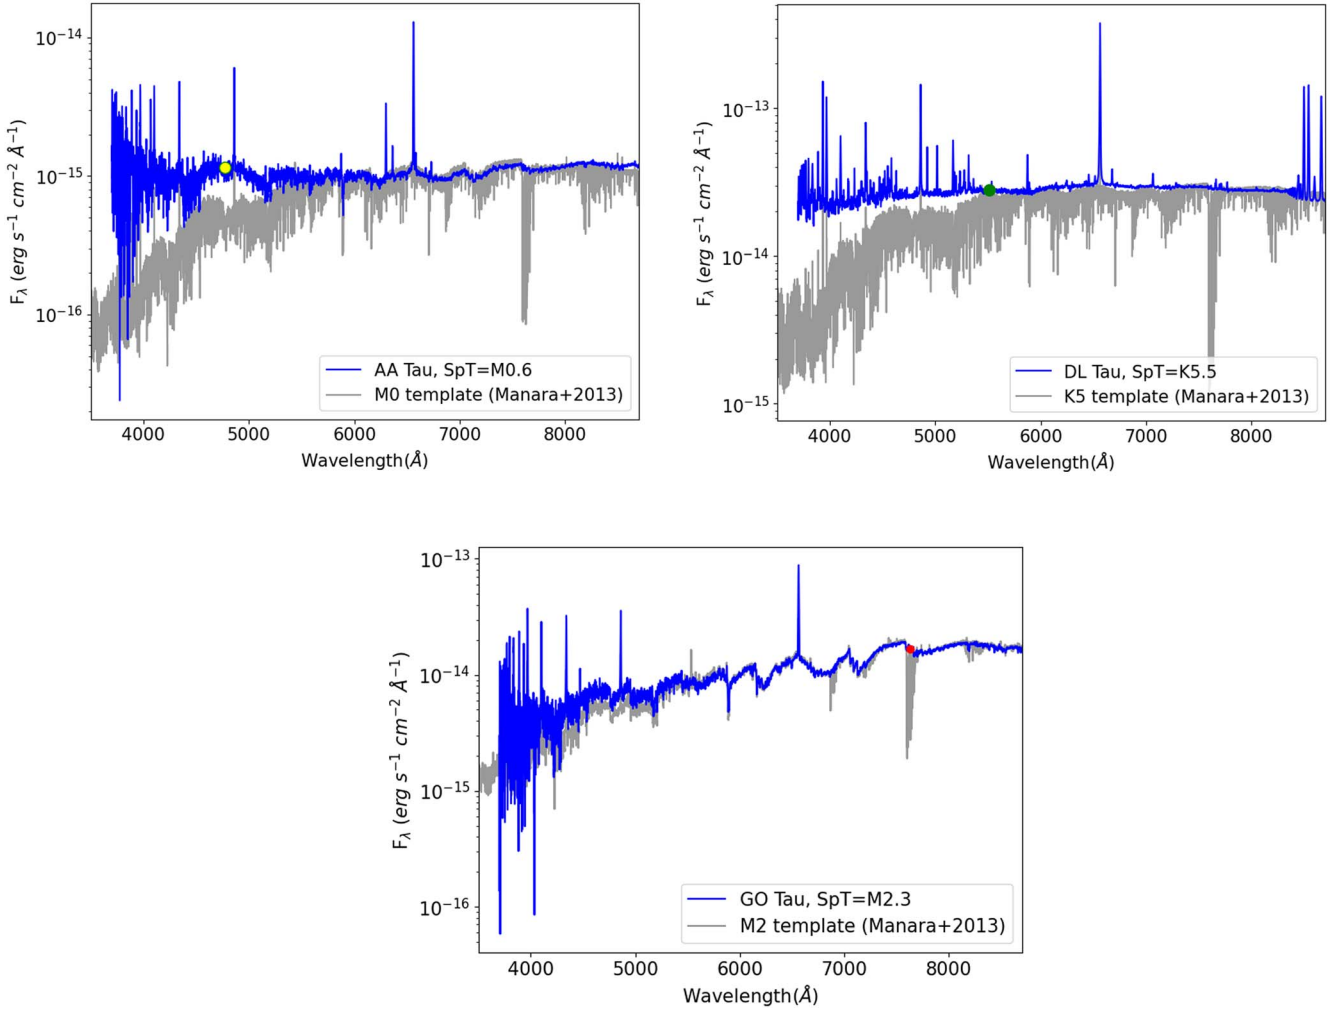 10⁻¹⁴
10⁻¹⁵
10⁻¹⁶
F_λ (erg s⁻¹ cm⁻² Å⁻¹)
AA Tau, SpT=M0.6
M0 template (Manara+2013)
4000 5000 6000 7000 8000
Wavelength(Å)
10⁻¹³
10⁻¹⁴
10⁻¹⁵
F_λ (erg s⁻¹ cm⁻² Å⁻¹)
DL Tau, SpT=K5.5
K5 template (Manara+2013)
4000 5000 6000 7000 8000
Wavelength(Å)
10⁻¹³
10⁻¹⁴
10⁻¹⁵
10⁻¹⁶
F_λ (erg s⁻¹ cm⁻² Å⁻¹)
GO Tau, SpT=M2.3
M2 template (Manara+2013)
4000 5000 6000 7000 8000
Wavelength(Å)